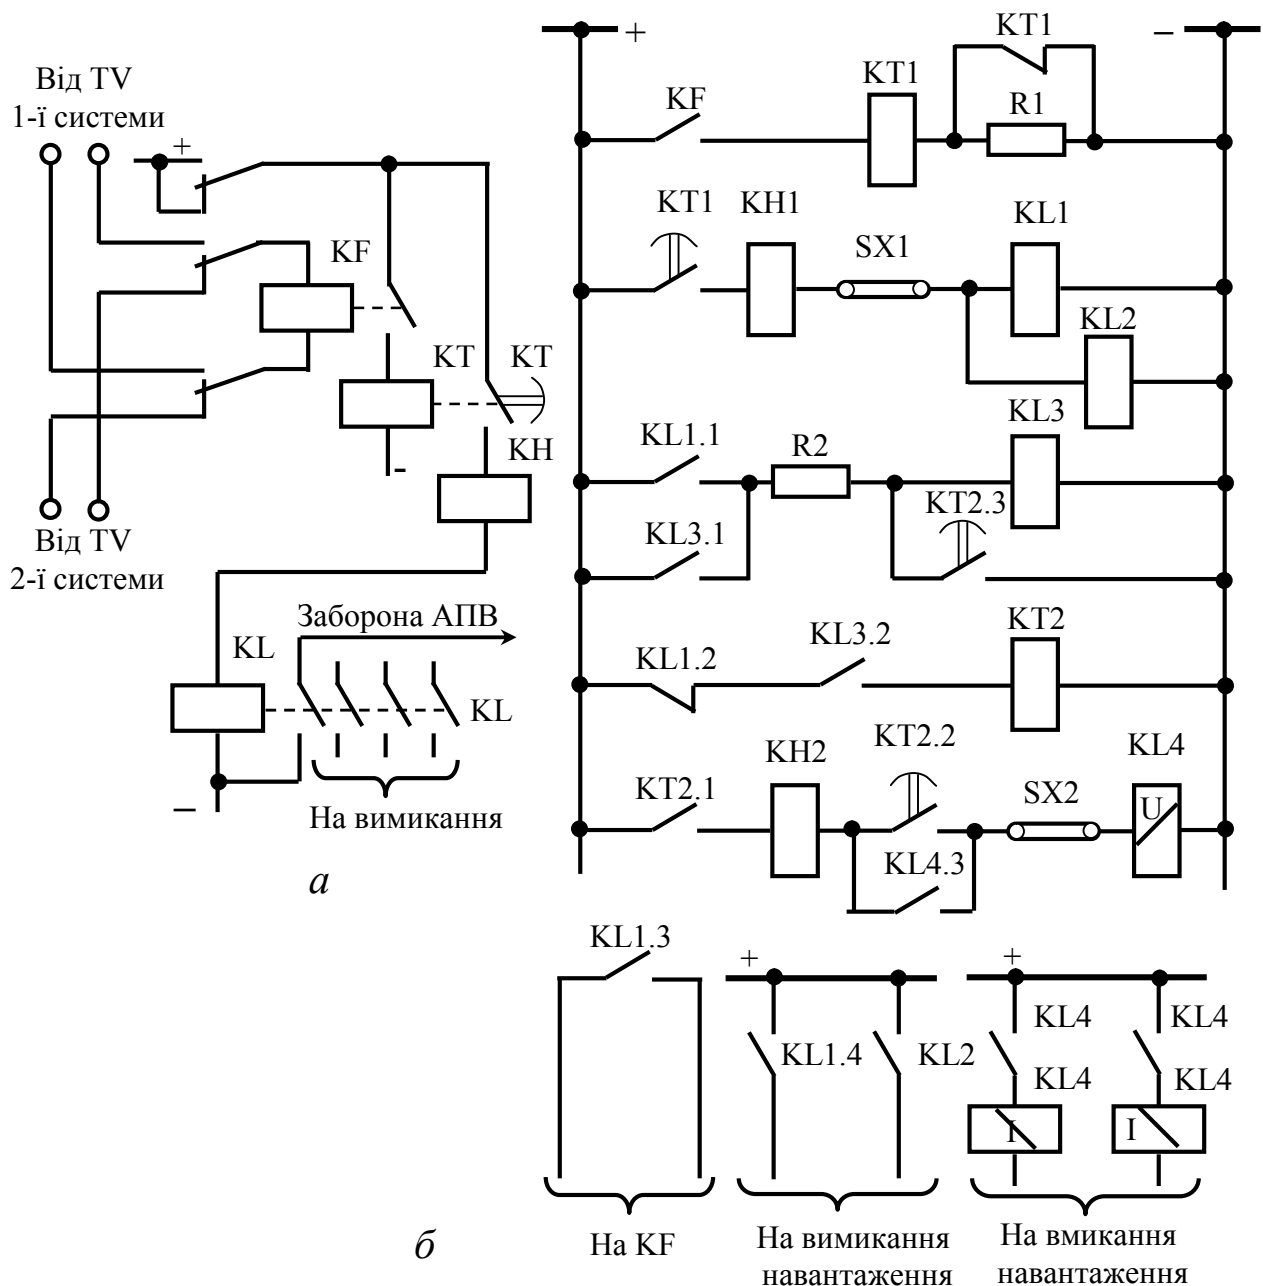 Від TV
1-ї системи
+
KF
KT
KT
-
KH
Від TV
2-ї системи
Заборона АПВ
KL
KL
–
На вимикання
а
+
–
KT1
KT1
KF
R1
KT1
KH1
SX1
KL1
KL2
KL1.1
R2
KL3
KT2.3
KL3.1
KL1.2
KL3.2
KT2
KH2
KT2.2
KL4
KT2.1
SX2
U
KL4.3
KL1.3
+
+
KL4
KL4
KL1.4
KL2
KL4
KL4
I
I
б
На KF
На вимикання
навантаження
На вмикання
навантаження